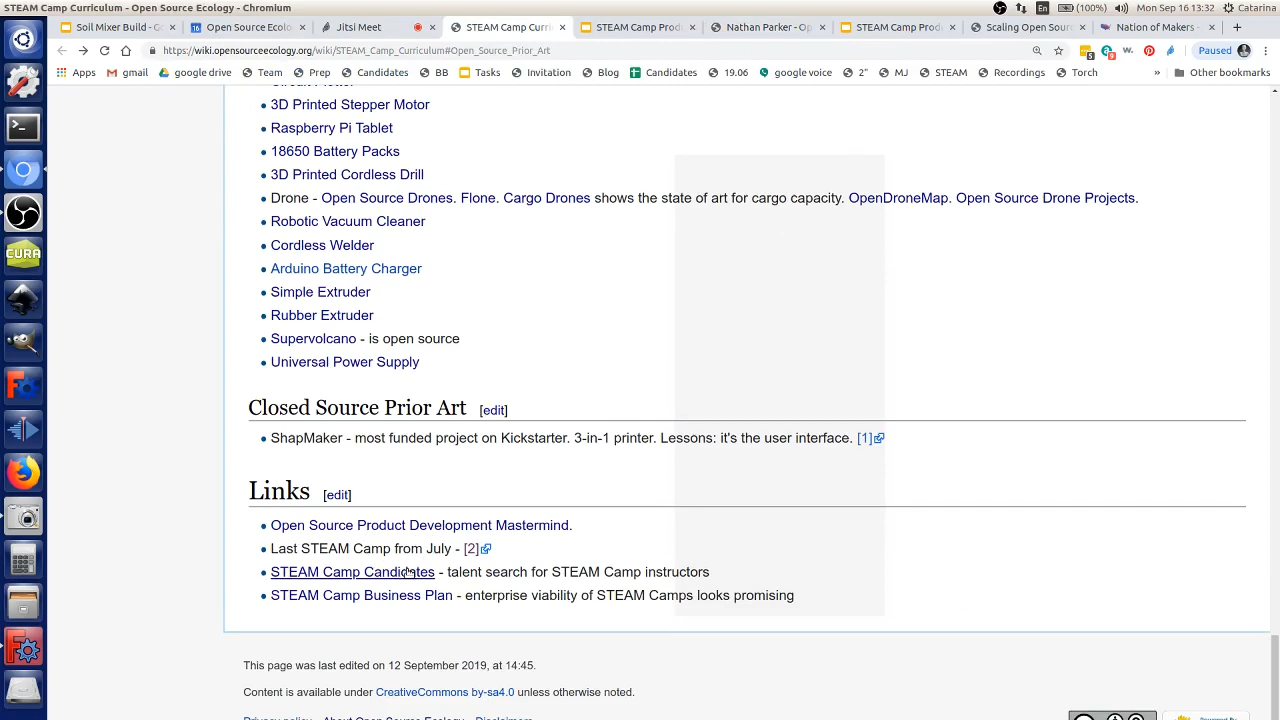 STEAM Camp Curriculum - Open Source Ecology - Chromium
En (100%) Mon Sep 16 13:32 Catarina
Soil Mixer Build - G
Open Source Ecolo
Jitsi Meet
STEAM Camp Curri
STEAM Camp Prod
Nathan Parker - Op
STEAM Camp Prod
Scaling Open Sour
Nation of Makers
https://wiki.opensourceecology.org/wiki/STEAM_Camp_Curriculum#Open_Source_Prior_Art
Paused
Apps gmail google drive Team Prep Candidates BB Tasks Invitation Blog Candidates 19.06 google voice 2" MJ STEAM Recordings Torch » Other bookmarks
3D Printed Stepper Motor
Raspberry Pi Tablet
18650 Battery Packs
3D Printed Cordless Drill
Drone - Open Source Drones. Flone. Cargo Drones shows the state of art for cargo capacity. OpenDroneMap. Open Source Drone Projects.
Robotic Vacuum Cleaner
Cordless Welder
Arduino Battery Charger
Simple Extruder
Rubber Extruder
Supervolcano - is open source
Universal Power Supply
Closed Source Prior Art [edit]
ShapMaker - most funded project on Kickstarter. 3-in-1 printer. Lessons: it's the user interface. [1]
Links [edit]
Open Source Product Development Mastermind.
Last STEAM Camp from July - [2]
STEAM Camp Candidates - talent search for STEAM Camp instructors
STEAM Camp Business Plan - enterprise viability of STEAM Camps looks promising
This page was last edited on 12 September 2019, at 14:45.
Content is available under CreativeCommons by-sa4.0 unless otherwise noted.
CURA